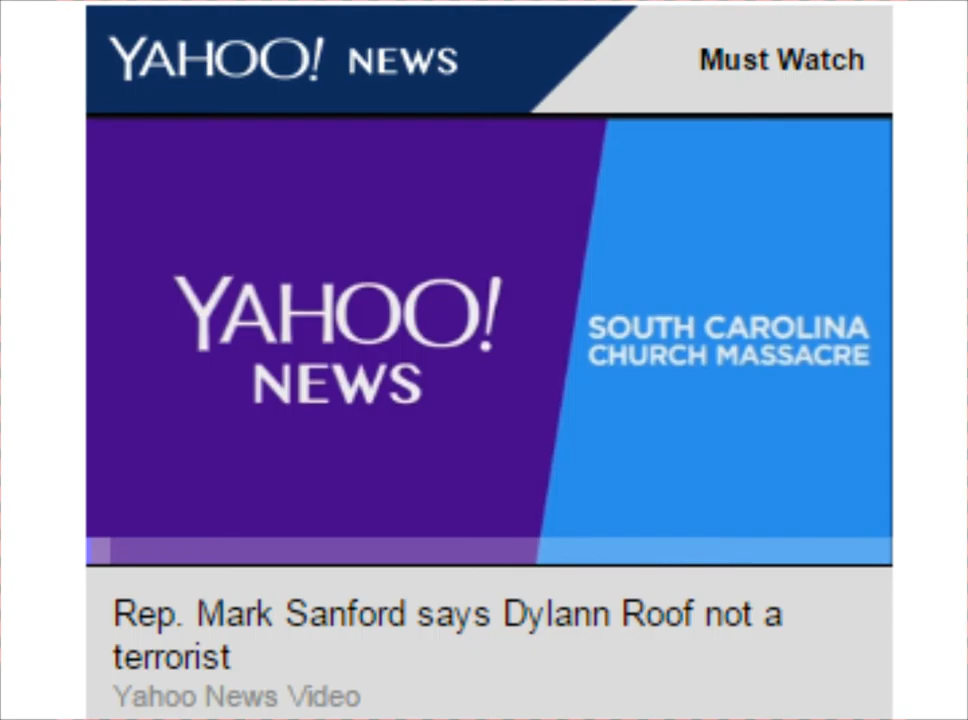 YAHOO! NEWS
Must Watch
YAHOO!
NEWS
SOUTH CAROLINA
CHURCH MASSACRE
Rep. Mark Sanford says Dylann Roof not a
terrorist
Yahoo News Video